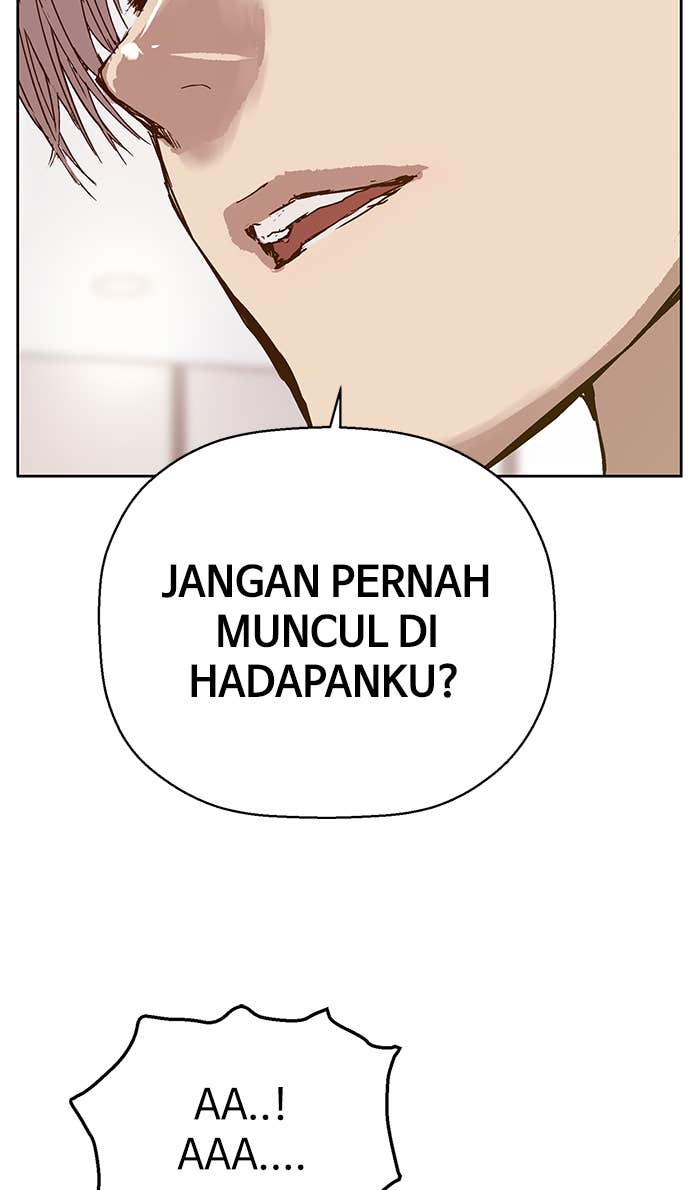 JANGAN PERNAH
MUNCUL DI
HADAPANKU?
AA..!
AAA....